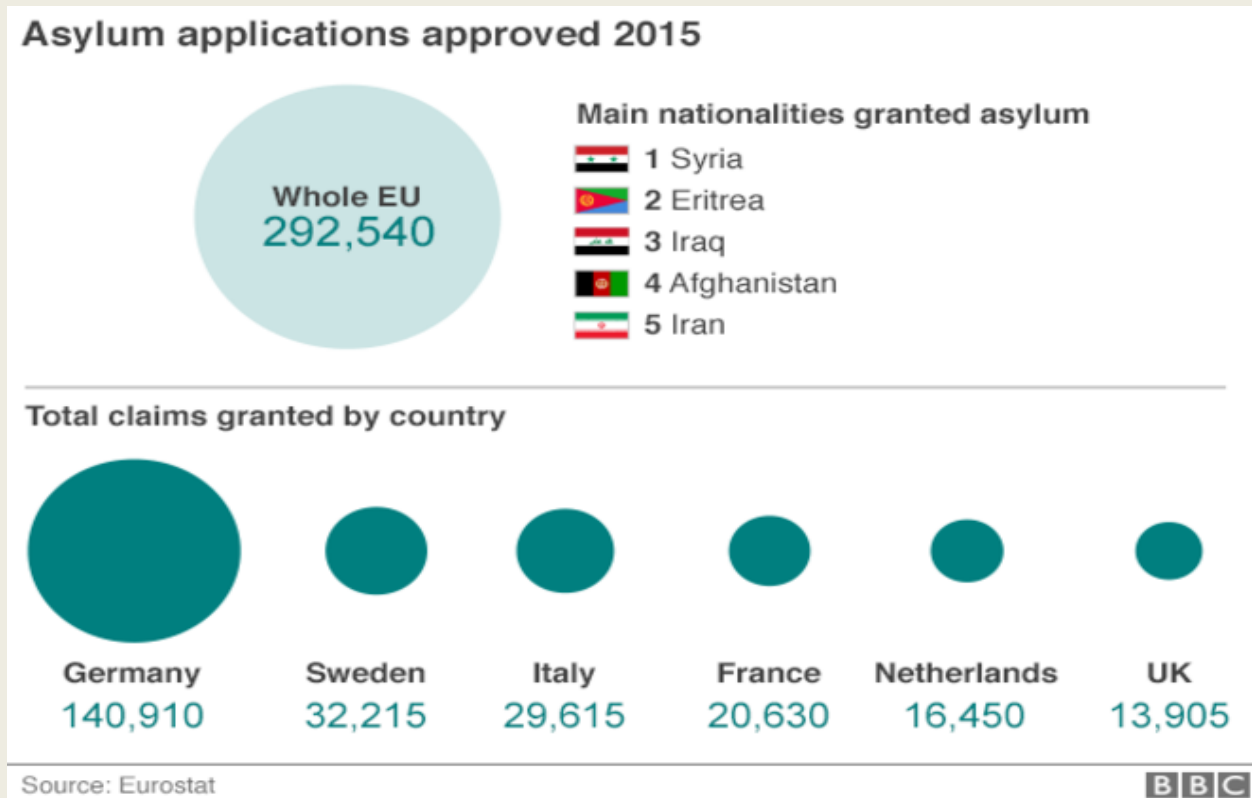 Asylum applications approved 2015
Whole EU
292,540
Main nationalities granted asylum
1 Syria
2 Eritrea
3 Iraq
4 Afghanistan
5 Iran
Total claims granted by country
Germany Sweden Italy France Netherlands UK
140,910 32,215 29,615 20,630 16,450 13,905
Source: Eurostat BBC